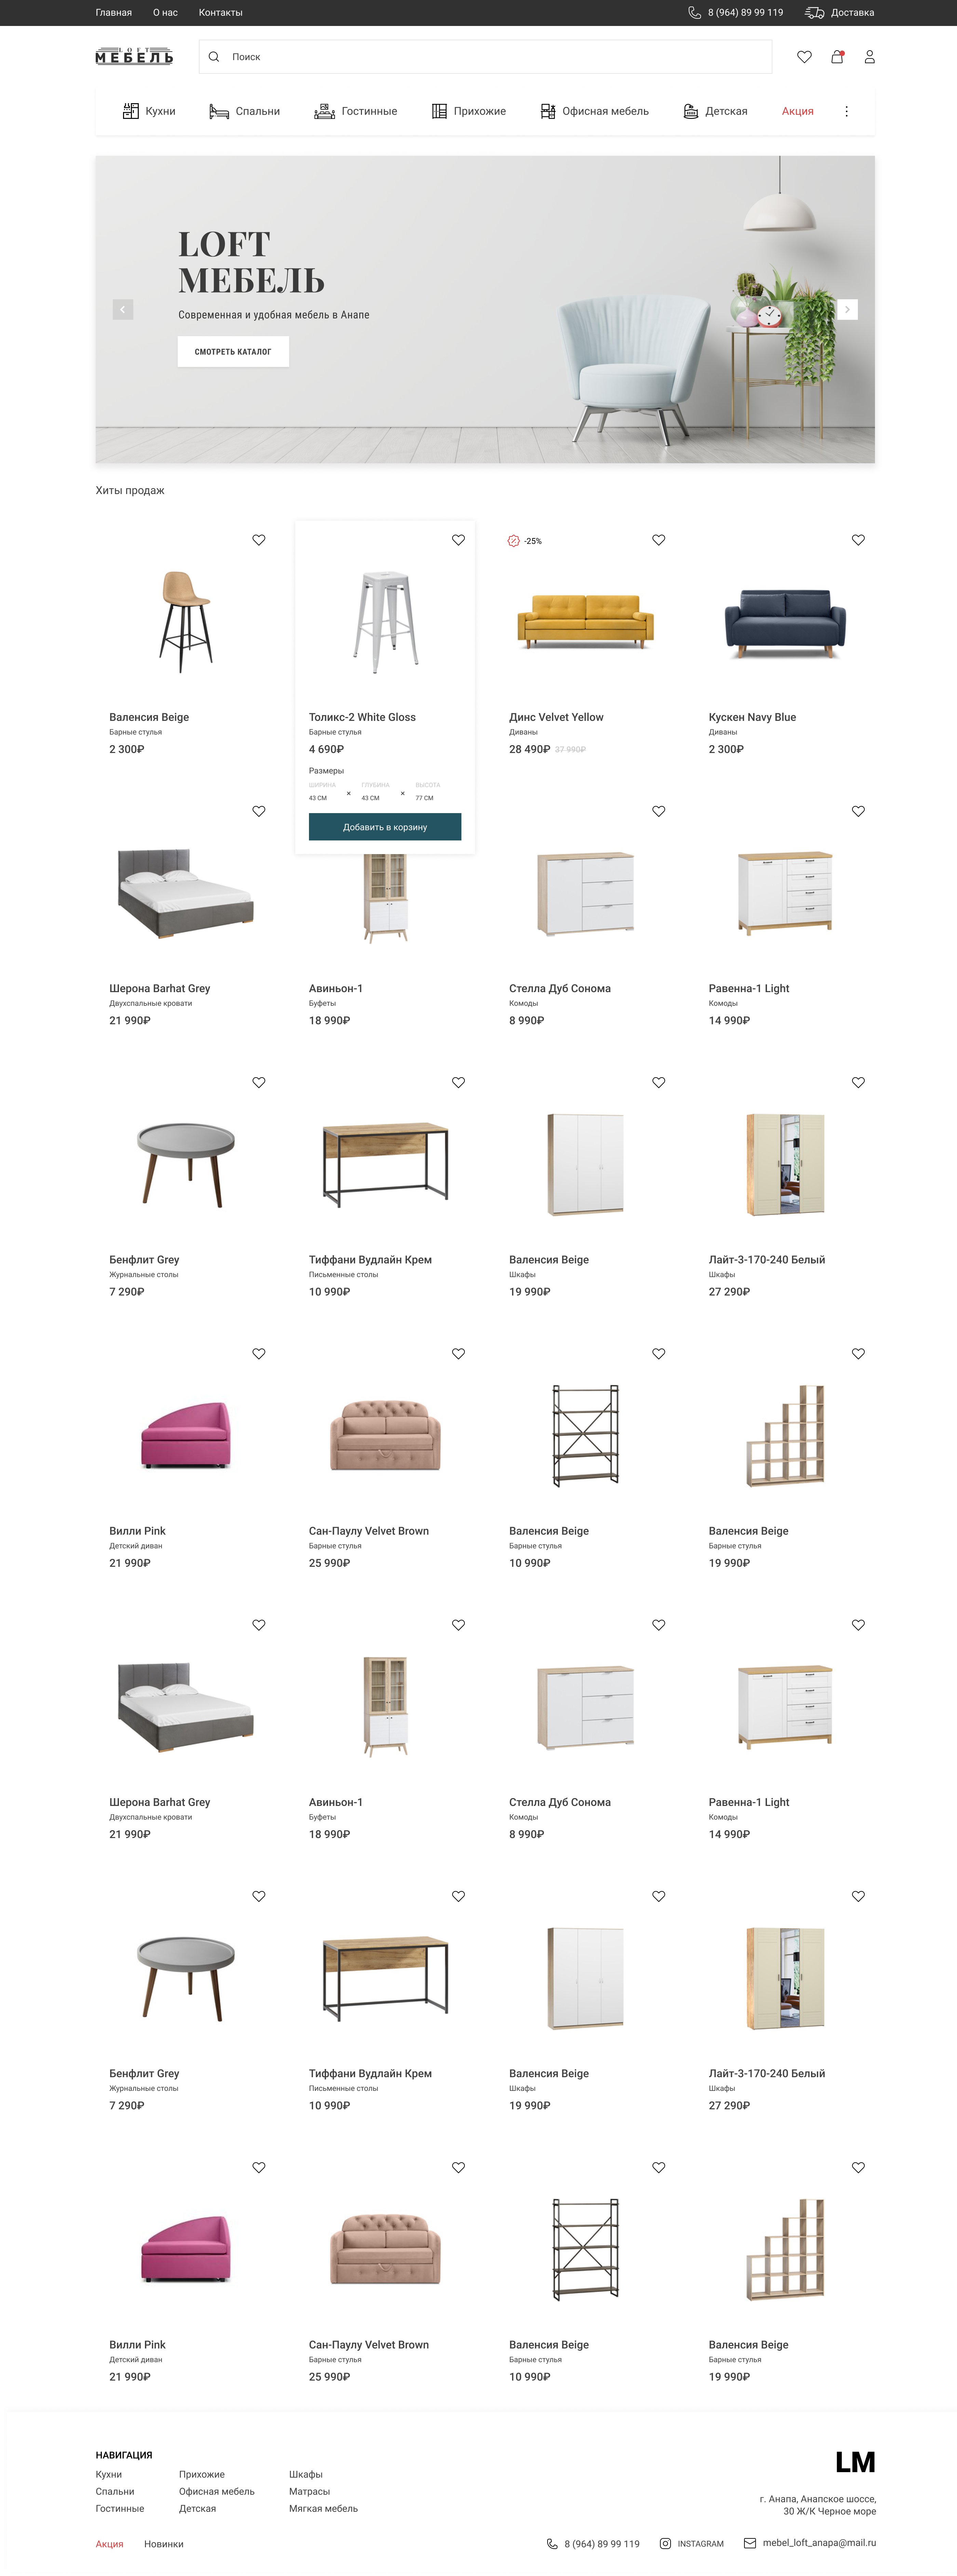 Главная О нас Контакты 8 (964) 89 99 119 Доставка
LOFT
МЕБЕЛЬ
Поиск
Кухни Спальни Гостинные Прихожие Офисная мебель Детская Акция
LOFT
МЕБЕЛЬ
Современная и удобная мебель в Анапе
СМОТРЕТЬ КАТАЛОГ
Хиты продаж
-25%
Валенсия Beige
Барные стулья
2 300₽
Толикс-2 White Gloss
Барные стулья
4 690₽
Размеры
ШИРИНА ГЛУБИНА ВЫСОТА
43 СМ × 43 СМ × 77 СМ
Добавить в корзину
Динс Velvet Yellow
Диваны
28 490₽ 37 990₽
Кускен Navy Blue
Диваны
2 300₽
Шерона Barhat Grey
Двухспальные кровати
21 990₽
Авиньон-1
Буфеты
18 990₽
Стелла Дуб Сонома
Комоды
8 990₽
Равенна-1 Light
Комоды
14 990₽
Бенфлит Grey
Журнальные столы
7 290₽
Тиффани Вудлайн Крем
Письменные столы
10 990₽
Валенсия Beige
Шкафы
19 990₽
Лайт-3-170-240 Белый
Шкафы
27 290₽
Вилли Pink
Детский диван
21 990₽
Сан-Паулу Velvet Brown
Барные стулья
25 990₽
Валенсия Beige
Барные стулья
10 990₽
Валенсия Beige
Барные стулья
19 990₽
Шерона Barhat Grey
Двухспальные кровати
21 990₽
Авиньон-1
Буфеты
18 990₽
Стелла Дуб Сонома
Комоды
8 990₽
Равенна-1 Light
Комоды
14 990₽
Бенфлит Grey
Журнальные столы
7 290₽
Тиффани Вудлайн Крем
Письменные столы
10 990₽
Валенсия Beige
Шкафы
19 990₽
Лайт-3-170-240 Белый
Шкафы
27 290₽
Вилли Pink
Детский диван
21 990₽
Сан-Паулу Velvet Brown
Барные стулья
25 990₽
Валенсия Beige
Барные стулья
10 990₽
Валенсия Beige
Барные стулья
19 990₽
НАВИГАЦИЯ
Кухни Прихожие Шкафы
Спальни Офисная мебель Матрасы
Гостинные Детская Мягкая мебель
Акция Новинки
LM
г. Анапа, Анапское шоссе,
30 Ж/К Черное море
8 (964) 89 99 119 INSTAGRAM mebel_loft_anapa@mail.ru